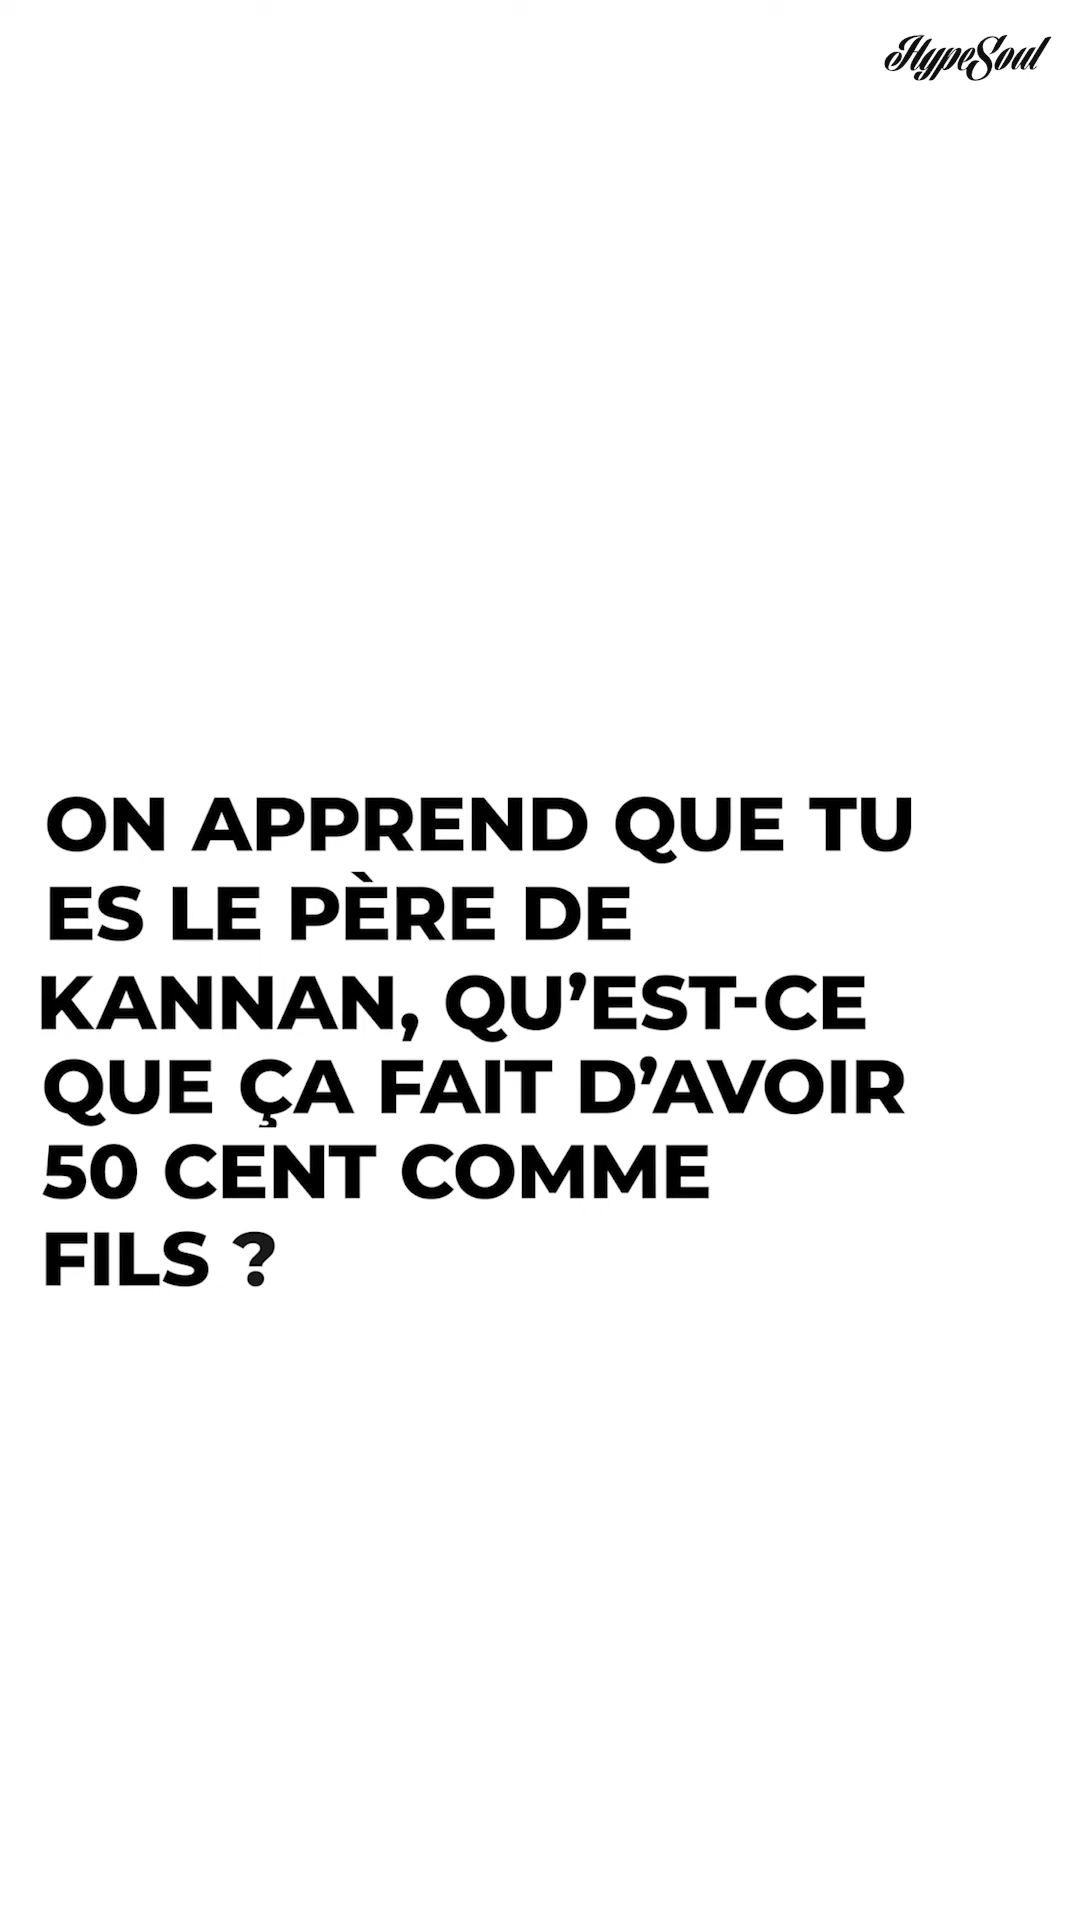 HypeSoul
ON APPREND QUE TU
ES LE PÈRE DE
KANNAN, QU’EST-CE
QUE ÇA FAIT D’AVOIR
50 CENT COMME
FILS ?